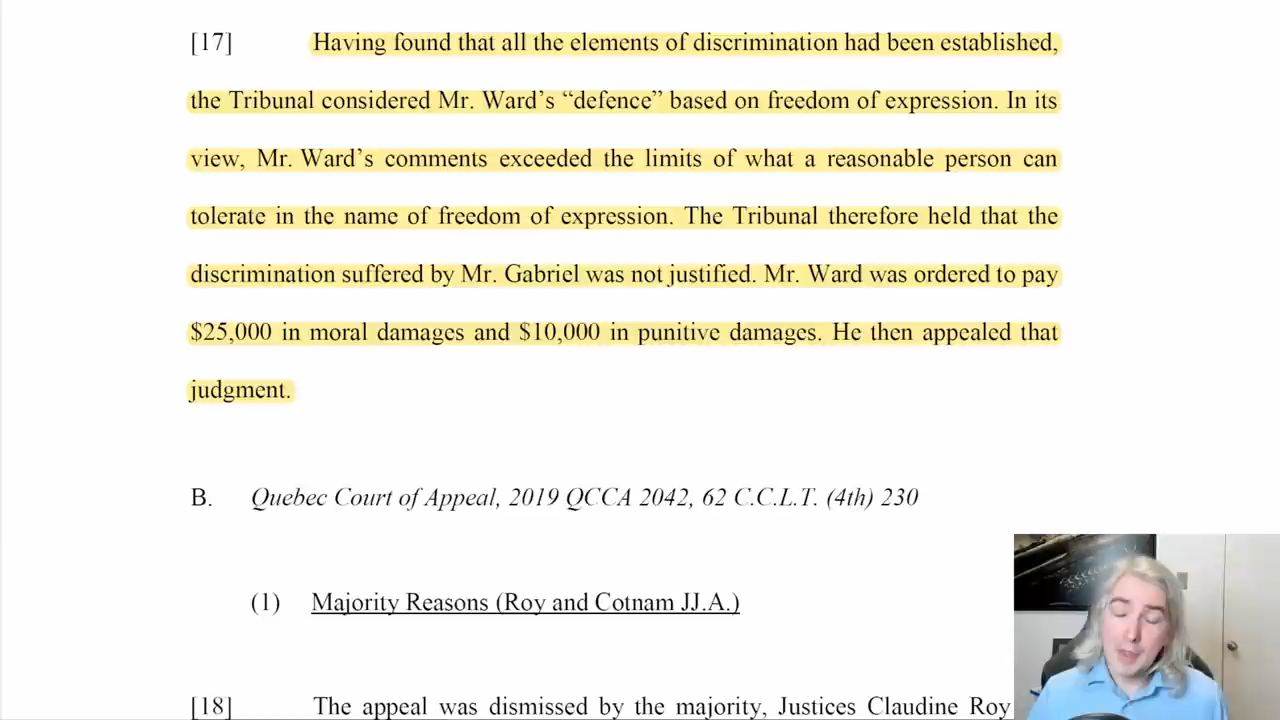 [17] Having found that all the elements of discrimination had been established,
the Tribunal considered Mr. Ward’s “defence” based on freedom of expression. In its
view, Mr. Ward’s comments exceeded the limits of what a reasonable person can
tolerate in the name of freedom of expression. The Tribunal therefore held that the
discrimination suffered by Mr. Gabriel was not justified. Mr. Ward was ordered to pay
$25,000 in moral damages and $10,000 in punitive damages. He then appealed that
judgment.
B. Quebec Court of Appeal, 2019 QCCA 2042, 62 C.C.L.T. (4th) 230
(1) Majority Reasons (Roy and Cotnam JJ.A.)
[18] The appeal was dismissed by the majority, Justices Claudine Roy